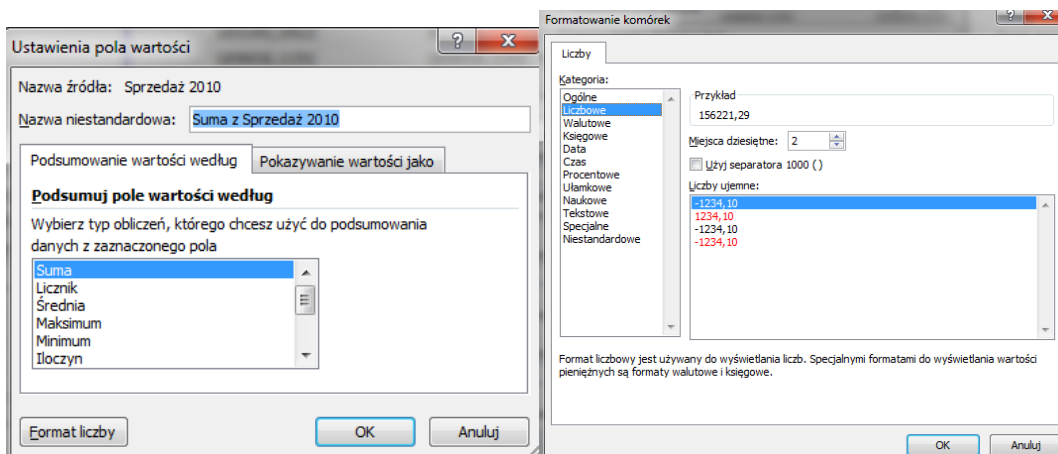 Ustawienia pola wartości
Nazwa źródła: Sprzedaż 2010
Nazwa niestandardowa: Suma z Sprzedaż 2010
Podsumowanie wartości według
Pokazywanie wartości jako
Podsumuj pole wartości według
Wybierz typ obliczeń, którego chcesz użyć do podsumowania
danych z zaznaczonego pola
Suma
Licznik
Średnia
Maksimum
Minimum
Iloczyn
Format liczby
OK
Anuluj
Formatowanie komórek
Liczby
Kategoria:
Ogólne
Liczbowe
Walutowe
Księgowe
Data
Czas
Procentowe
Ułamkowe
Naukowe
Tekstowe
Specjalne
Niestandardowe
Przykład
156221,29
Miejsca dziesiętne: 2
Użyj separatora 1000 ( )
Liczby ujemne:
-1234,10
1234,10
-1234,10
-1234,10
Format liczbowy jest używany do wyświetlania liczb. Specjalnymi formatami do wyświetlania wartości
pieniężnych są formaty walutowe i księgowe.
OK
Anuluj